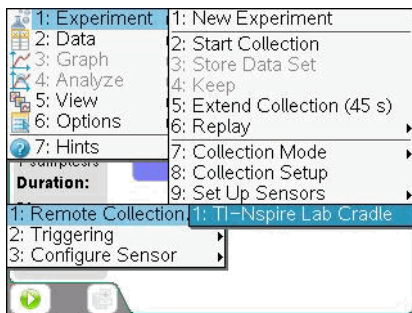 1: Experiment
2: Data
3: Graph
4: Analyze
5: View
6: Options
7: Hints
1: New Experiment
2: Start Collection
3: Store Data Set
4: Keep
5: Extend Collection (45 s)
6: Replay
7: Collection Mode
8: Collection Setup
9: Set Up Sensors
Duration:
1: Remote Collection
2: Triggering
3: Configure Sensor
1: TI-Nspire Lab Cradle